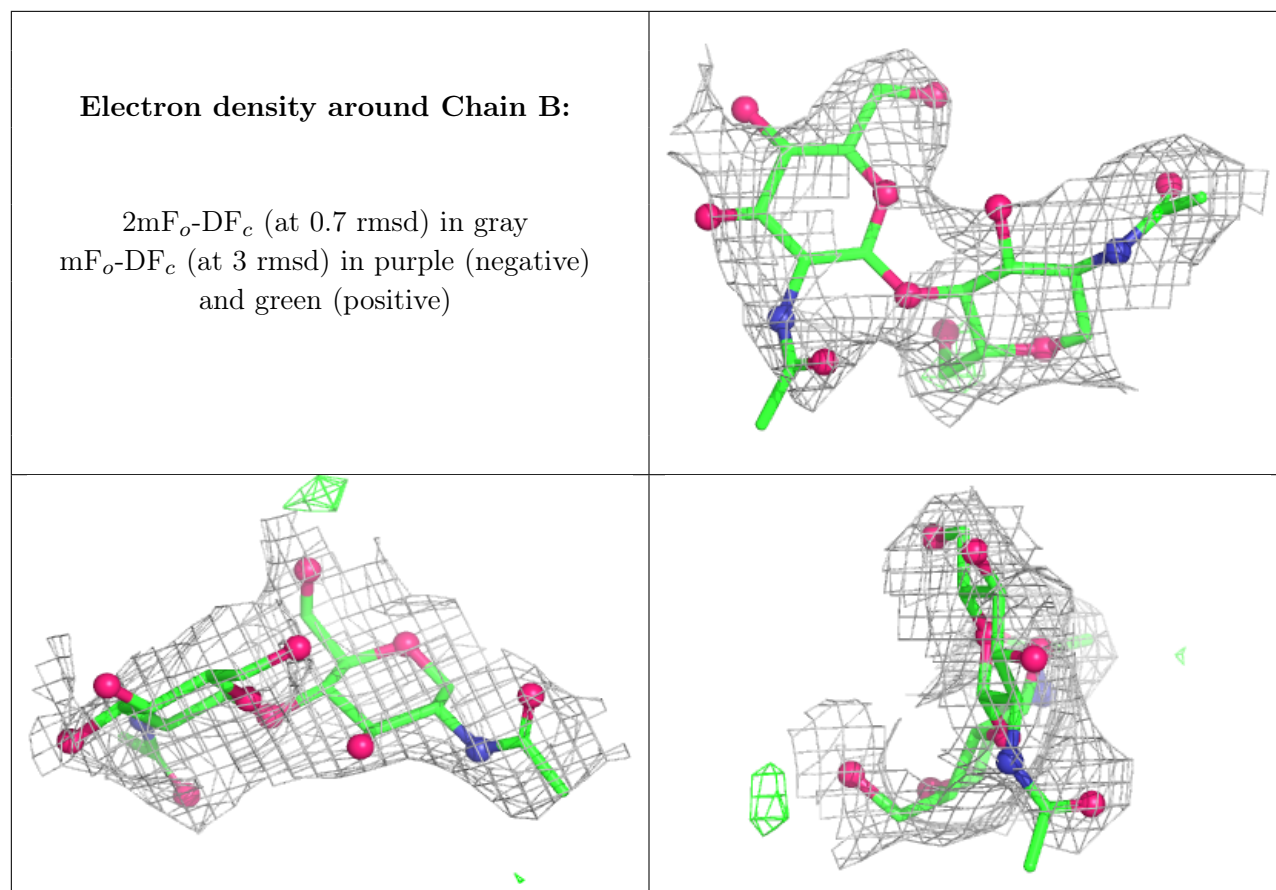 Electron density around Chain B:
2mFₒ-DF𝒸 (at 0.7 rmsd) in gray
mFₒ-DF𝒸 (at 3 rmsd) in purple (negative)
and green (positive)